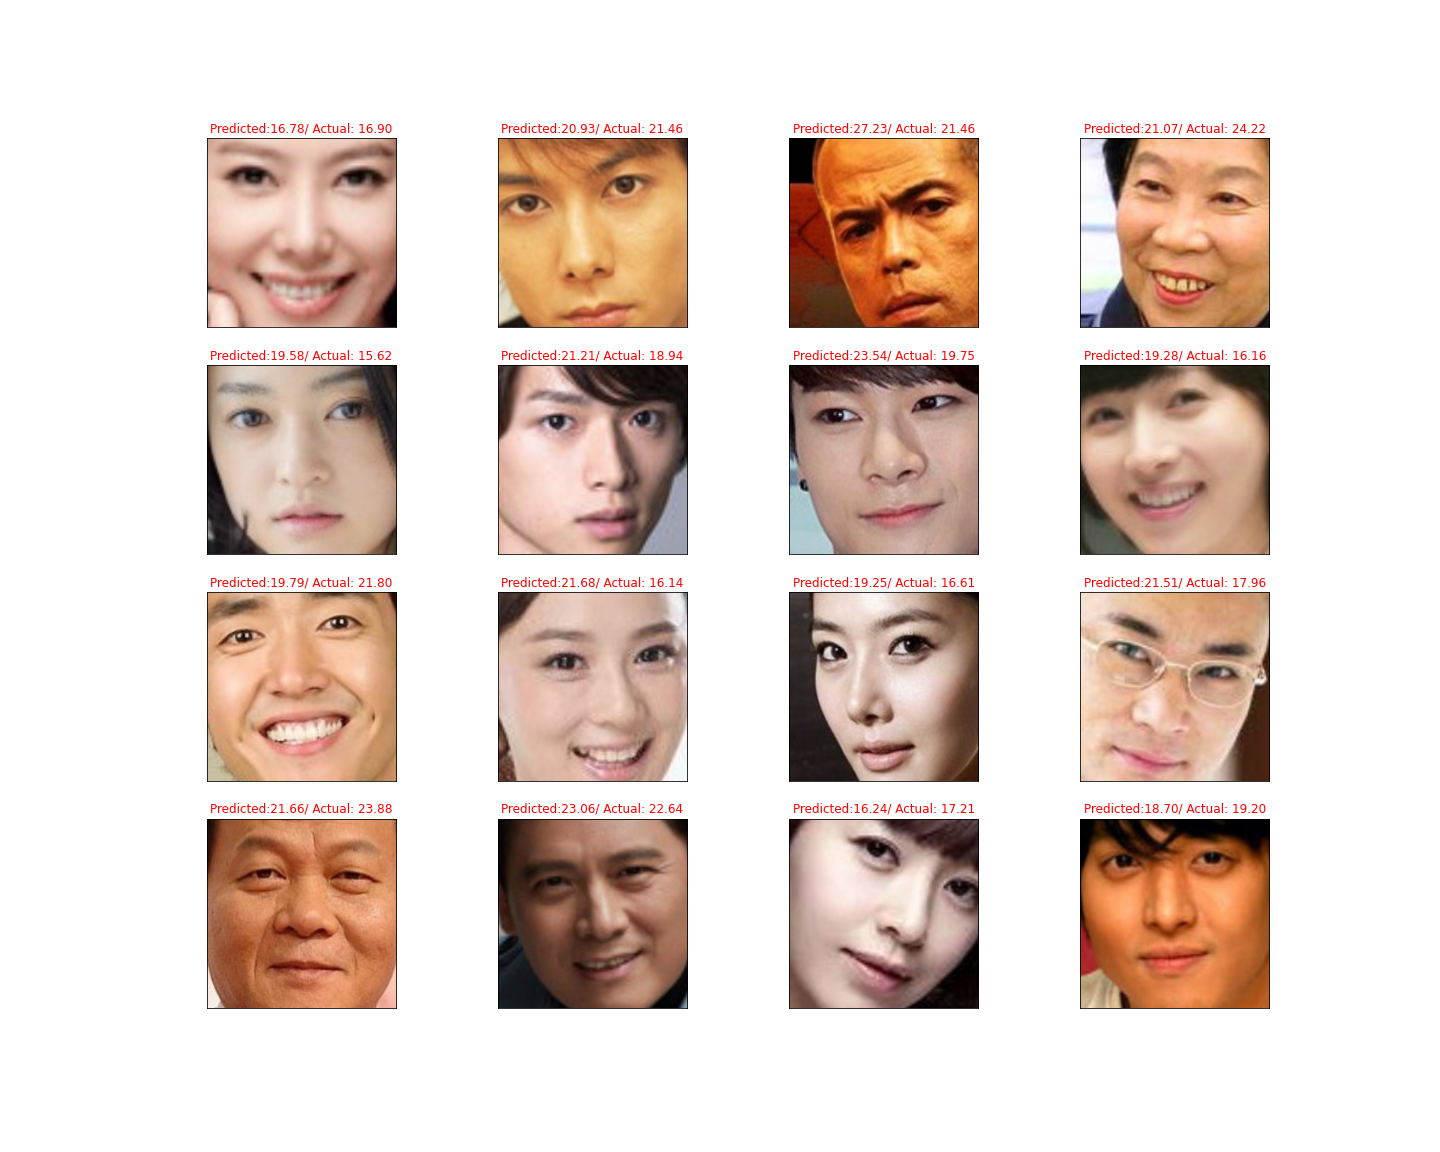 Predicted:16.78/ Actual: 16.90
Predicted:20.93/ Actual: 21.46
Predicted:27.23/ Actual: 21.46
Predicted:21.07/ Actual: 24.22
Predicted:19.58/ Actual: 15.62
Predicted:21.21/ Actual: 18.94
Predicted:23.54/ Actual: 19.75
Predicted:19.28/ Actual: 16.16
Predicted:19.79/ Actual: 21.80
Predicted:21.68/ Actual: 16.14
Predicted:19.25/ Actual: 16.61
Predicted:21.51/ Actual: 17.96
Predicted:21.66/ Actual: 23.88
Predicted:23.06/ Actual: 22.64
Predicted:16.24/ Actual: 17.21
Predicted:18.70/ Actual: 19.20